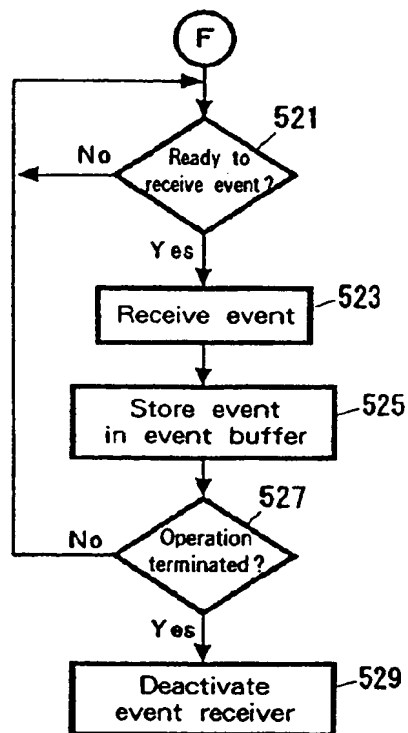 F
521
No
Ready to
receive event?
Yes
523
Receive event
525
Store event
in event buffer
527
No
Operation
terminated?
Yes
529
Deactivate
event receiver